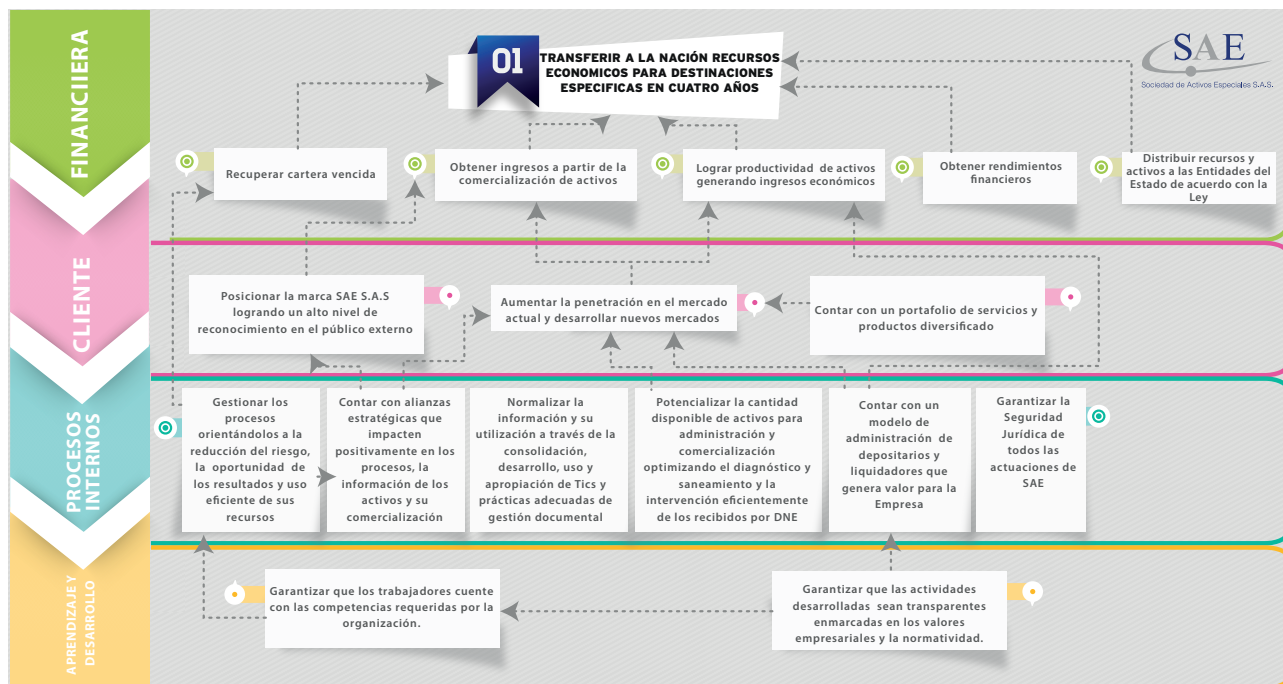 FINANCIIERA
01
TRANSFERIR A LA NACIÓN RECURSOS
ECONOMICOS PARA DESTINACIONES
ESPECIFICAS EN CUATRO AÑOS
SAE
Sociedad de Activos Especiales S.A.S.
Recuperar cartera vencida
Obtener ingresos a partir de la
comercialización de activos
Lograr productividad de activos
generando ingresos económicos
Obtener rendimientos
financieros
Distribuir recursos y
activos a las Entidades del
Estado de acuerdo con la
Ley
CLIENTE
Posicionar la marca SAE S.A.S
logrando un alto nivel de
reconocimiento en el público externo
Aumentar la penetración en el mercado
actual y desarrollar nuevos mercados
Contar con un portafolio de servicios y
productos diversificado
PROCESOS
INTERNOS
Gestionar los
procesos
orientándolos a la
reducción del riesgo,
la oportunidad de
los resultados y uso
eficiente de sus
recursos
Contar con alianzas
estratégicas que
impacten
positivamente en los
procesos, la
información de los
activos y su
comercialización
Normalizar la
información y su
utilización a través de la
consolidación,
desarrollo, uso y
apropiación de Tics y
prácticas adecuadas de
gestión documental
Potencializar la cantidad
disponible de activos para
administración y
comercialización
optimizando el diagnóstico y
saneamiento y la
intervención eficientemente
de los recibidos por DNE
Contar con un
modelo de
administración de
depositarios y
liquidadores que
genera valor para la
Empresa
Garantizar la
Seguridad
Jurídica de
todos las
actuaciones de
SAE
APRENDIZAJE Y
DESARROLLO
Garantizar que los trabajadores cuente
con las competencias requeridas por la
organización.
Garantizar que las actividades
desarrolladas sean transparentes
enmarcadas en los valores
empresariales y la normatividad.